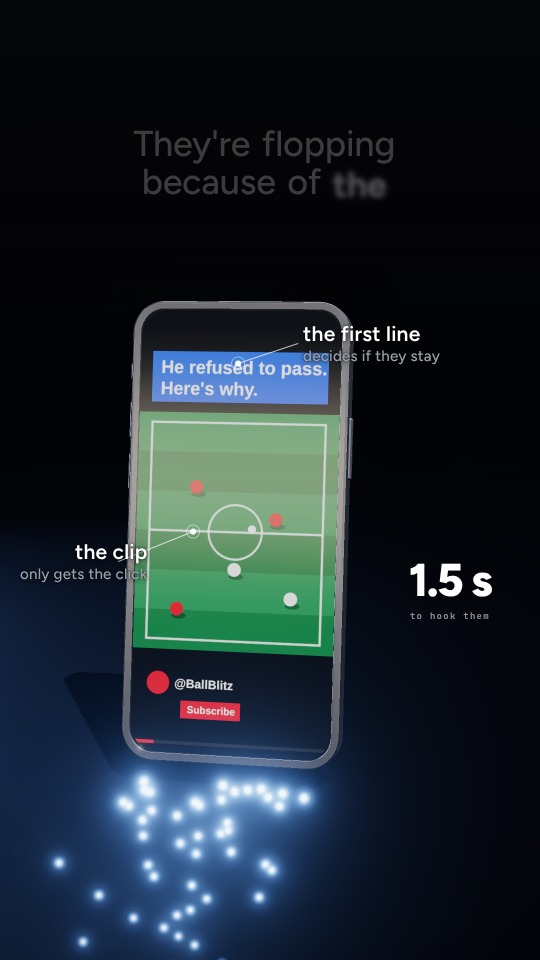 They're flopping
because of the
the first line
decides if they stay
He refused to pass.
Here's why.
the clip
only gets the click
1.5 s
to hook them
@BallBlitz
Subscribe